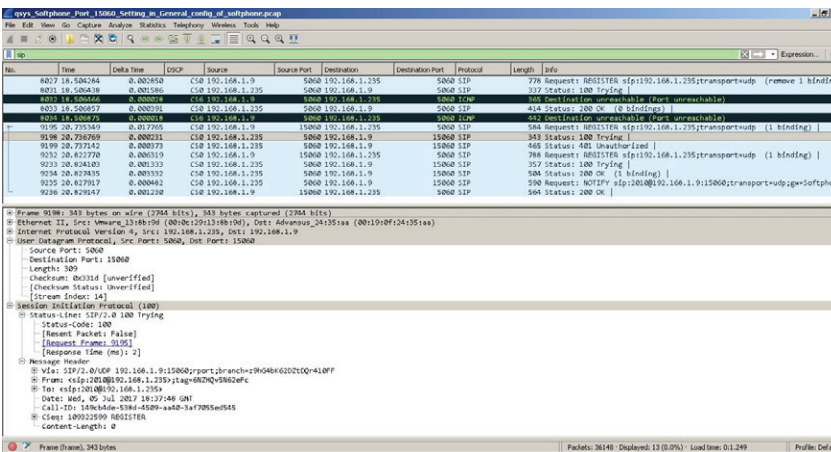 qsys_Softphone_Port_15060_Setting_in_General_config_of_softphone.pcap
File Edit View Go Capture Analyze Statistics Telephony Wireless Tools Help
sip
Expression...
No. Time Delta Time DSCP Source Source Port Destination Destination Port Protocol Length Info
8027 18.504284 0.002850 CS0 192.168.1.9 5060 192.168.1.235 5060 SIP 778 Request: REGISTER sip:192.168.1.235;transport=udp (remove 1 bindin
8031 18.506438 0.001586 CS0 192.168.1.235 5060 192.168.1.9 5060 SIP 337 Status: 100 Trying |
8032 18.506466 0.000028 CS6 192.168.1.9 5060 192.168.1.235 5060 ICMP 365 Destination unreachable (Port unreachable)
8033 18.506857 0.000391 CS0 192.168.1.235 5060 192.168.1.9 5060 SIP 414 Status: 200 OK (0 bindings) |
8034 18.506875 0.000018 CS6 192.168.1.9 5060 192.168.1.235 5060 ICMP 442 Destination unreachable (Port unreachable)
9195 20.735349 0.017765 CS0 192.168.1.9 15060 192.168.1.235 5060 SIP 584 Request: REGISTER sip:192.168.1.235;transport=udp (1 binding) |
9198 20.736769 0.000231 CS0 192.168.1.235 5060 192.168.1.9 15060 SIP 343 Status: 100 Trying |
9199 20.737142 0.000373 CS0 192.168.1.235 5060 192.168.1.9 15060 SIP 465 Status: 401 Unauthorized |
9232 20.822770 0.006319 CS0 192.168.1.9 15060 192.168.1.235 5060 SIP 788 Request: REGISTER sip:192.168.1.235;transport=udp (1 binding) |
9233 20.824103 0.001333 CS0 192.168.1.235 5060 192.168.1.9 15060 SIP 357 Status: 100 Trying |
9234 20.827435 0.003332 CS0 192.168.1.235 5060 192.168.1.9 15060 SIP 504 Status: 200 OK (1 binding) |
9235 20.827917 0.000482 CS0 192.168.1.235 5060 192.168.1.9 15060 SIP 590 Request: NOTIFY sip:2010@192.168.1.9:15060;transport=udp;gw=Softpho
9236 20.829147 0.001230 CS0 192.168.1.9 15060 192.168.1.235 5060 SIP 564 Status: 200 OK |
Frame 9198: 343 bytes on wire (2744 bits), 343 bytes captured (2744 bits)
Ethernet II, Src: Vmware_13:8b:9d (00:0c:29:13:8b:9d), Dst: Advansus_24:35:aa (00:19:0f:24:35:aa)
Internet Protocol Version 4, Src: 192.168.1.235, Dst: 192.168.1.9
User Datagram Protocol, Src Port: 5060, Dst Port: 15060
Source Port: 5060
Destination Port: 15060
Length: 309
Checksum: 0x331d [unverified]
[Checksum Status: Unverified]
[Stream index: 14]
Session Initiation Protocol (100)
Status-Line: SIP/2.0 100 Trying
Status-Code: 100
[Resent Packet: False]
[Request Frame: 9195]
[Response Time (ms): 2]
Message Header
Via: SIP/2.0/UDP 192.168.1.9:15060;rport;branch=z9hG4bK62DZtDQr410FF
From: <sip:2010@192.168.1.235>;tag=6NZHQvSN62eFc
To: <sip:2010@192.168.1.235>
Date: Wed, 05 Jul 2017 18:37:48 GMT
Call-ID: 149cb4de-538d-4509-aa40-3af7055ed545
CSeq: 109322599 REGISTER
Content-Length: 0
Frame (frame), 343 bytes
Packets: 36148 · Displayed: 13 (0.0%) · Load time: 0:1.249
Profile: Defa